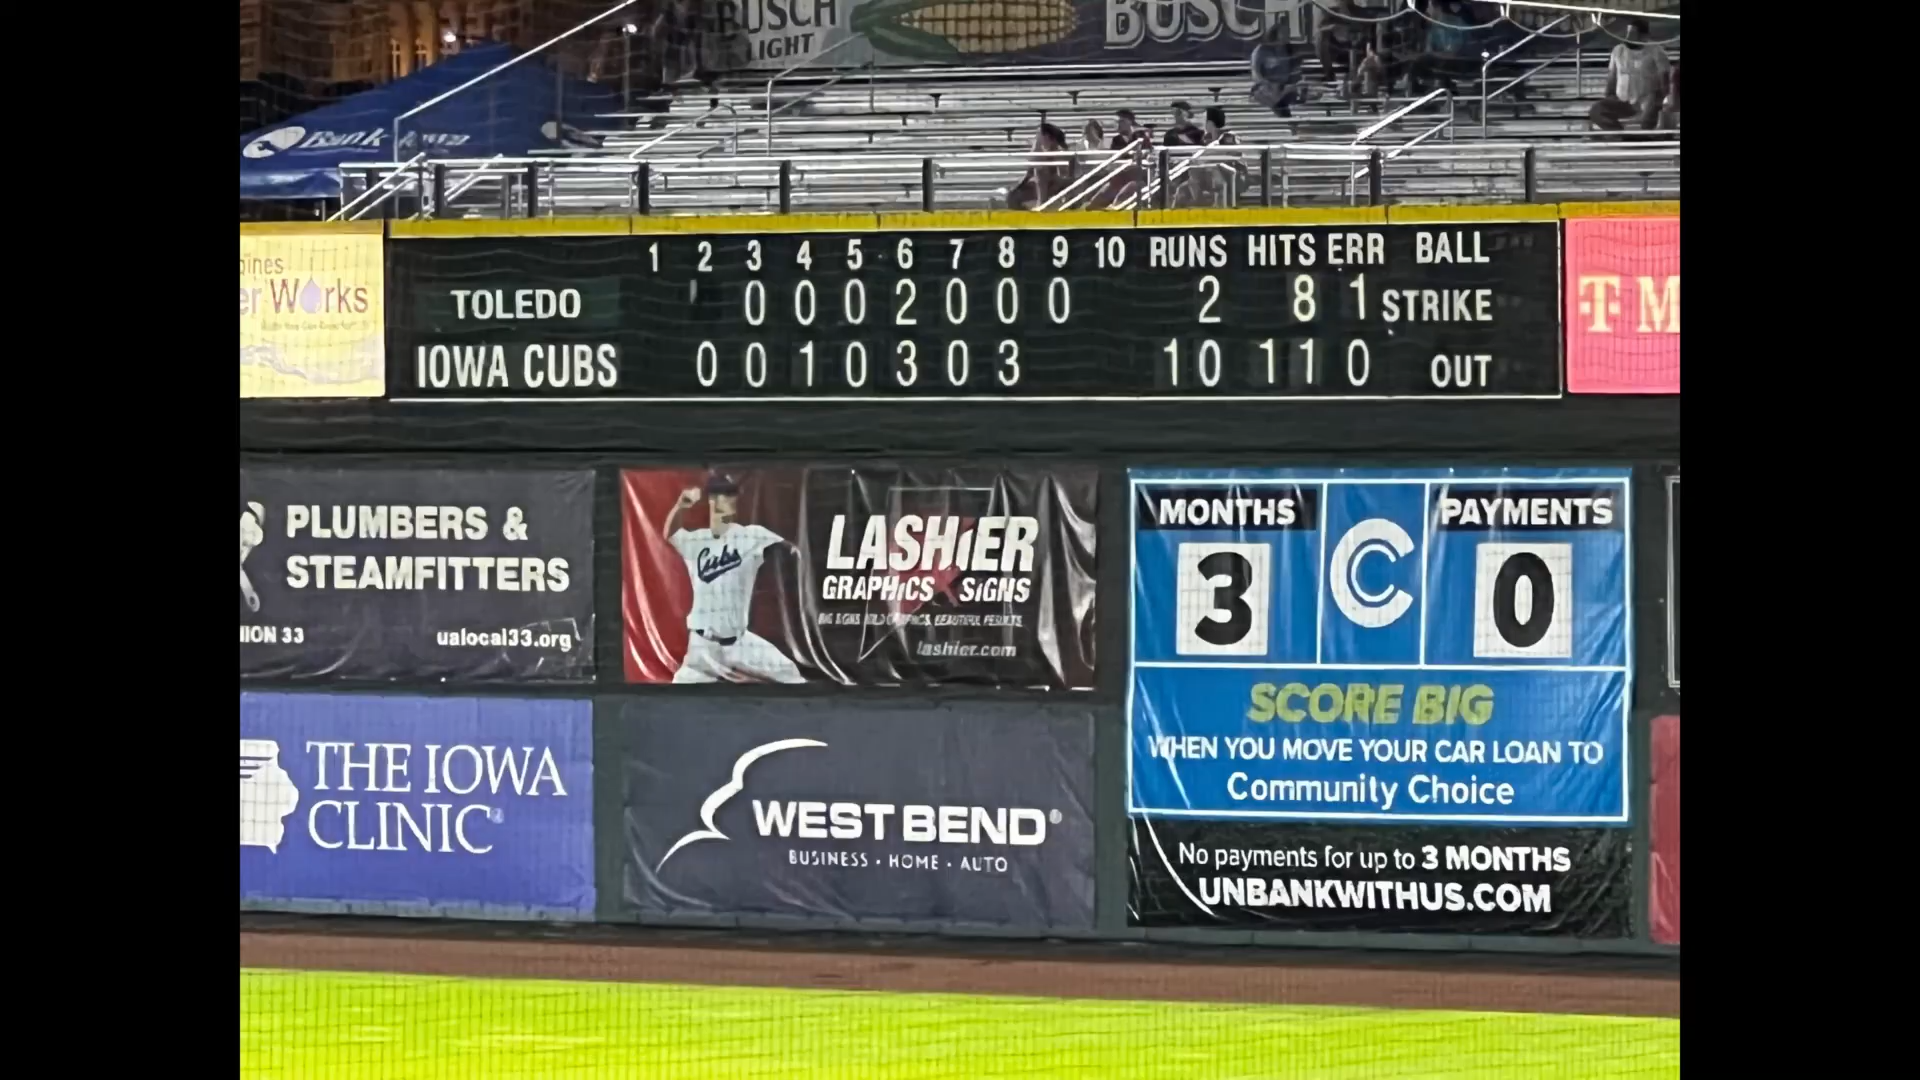 BUSCH
LIGHT
BUSCH
Bank
Works
1 2 3 4 5 6 7 8 9 10 RUNS HITS ERR BALL
TOLEDO 0 0 0 2 0 0 0 2 8 1 STRIKE
IOWA CUBS 0 0 1 0 3 0 3 10 11 0 OUT
T M
PLUMBERS &
STEAMFITTERS
33
ualocal33.org
Cubs
LASHIER
GRAPHICS SIGNS
lashier.com
MONTHS C PAYMENTS
3 0
SCORE BIG
WHEN YOU MOVE YOUR CAR LOAN TO
Community Choice
No payments for up to 3 MONTHS
UNBANKWITHUS.COM
THE IOWA
CLINIC
WEST BEND®
BUSINESS • HOME • AUTO